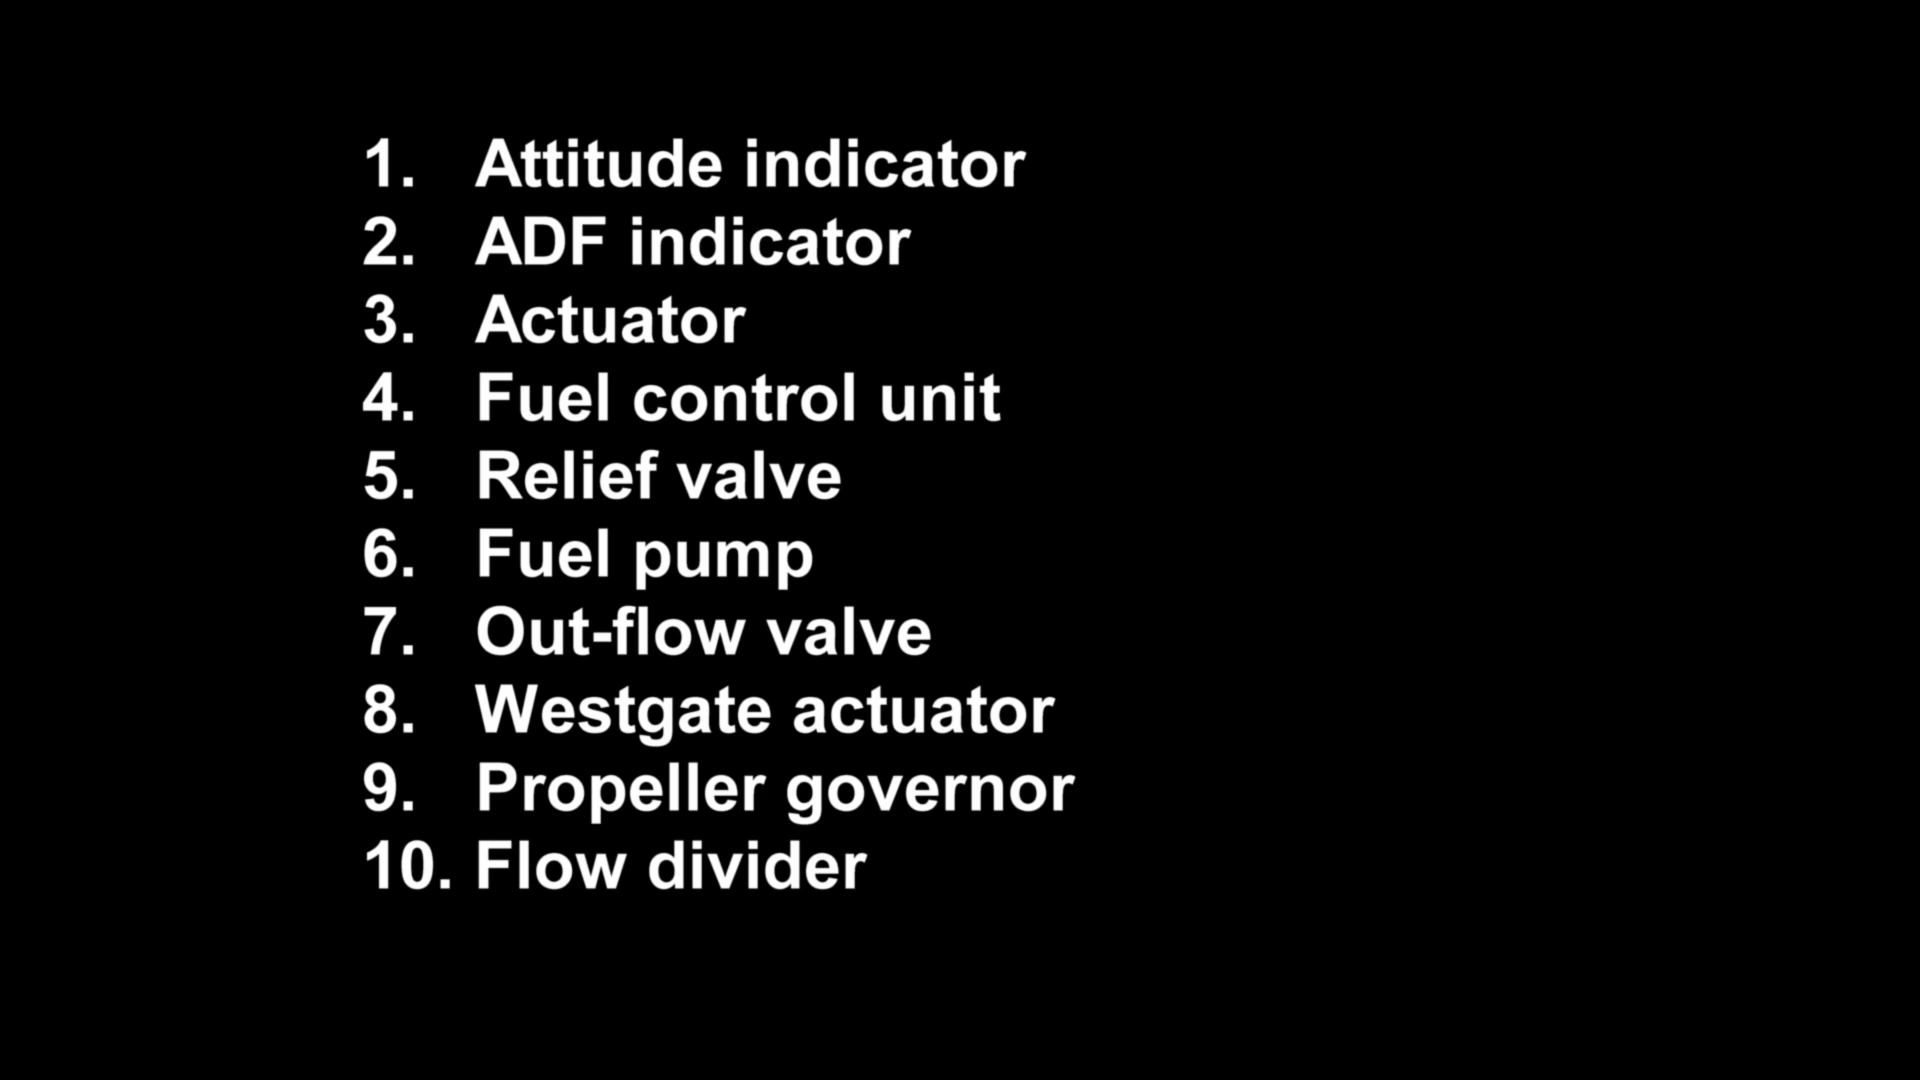 1. Attitude indicator
2. ADF indicator
3. Actuator
4. Fuel control unit
5. Relief valve
6. Fuel pump
7. Out-flow valve
8. Westgate actuator
9. Propeller governor
10. Flow divider